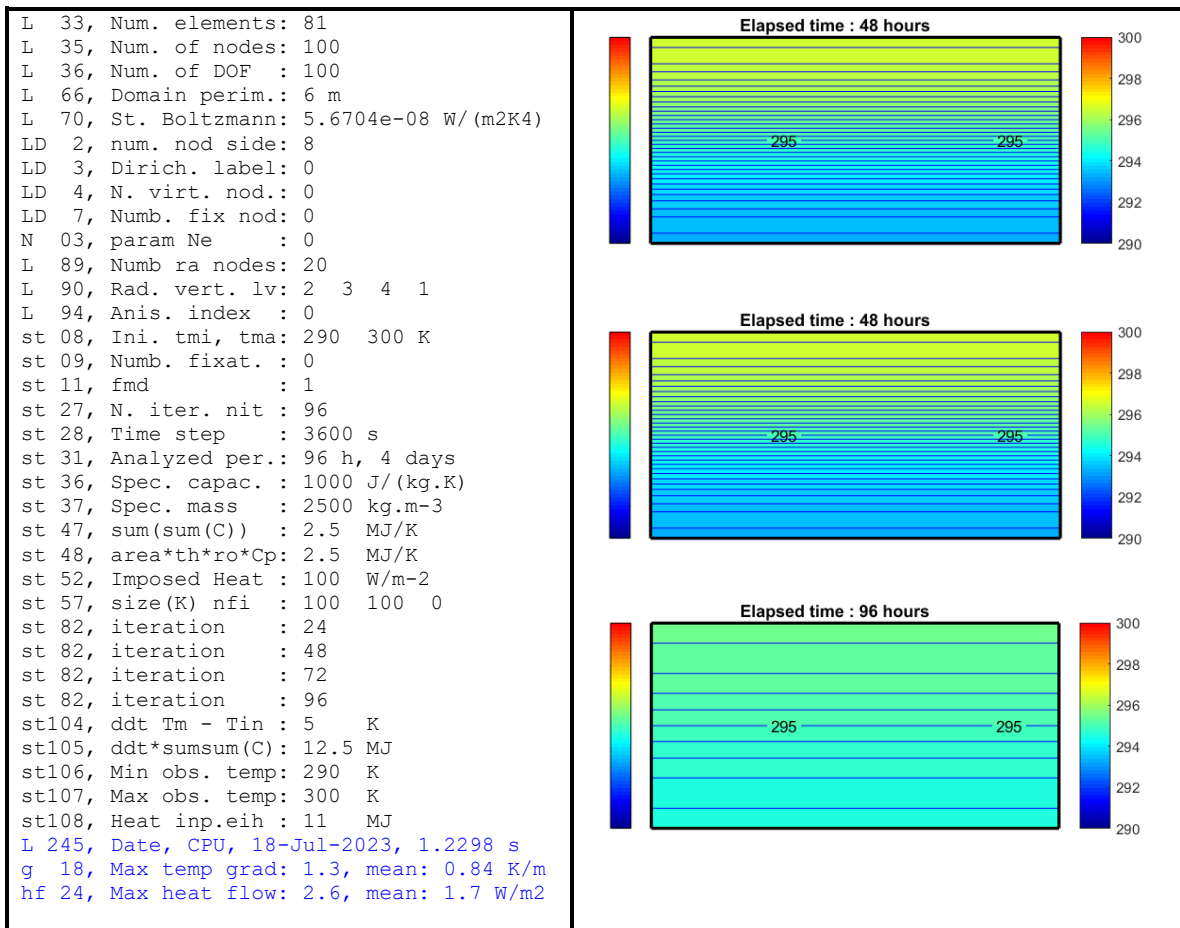 L  33, Num. elements: 81
L  35, Num. of nodes: 100
L  36, Num. of DOF  : 100
L  66, Domain perim.: 6 m
L  70, St. Boltzmann: 5.6704e-08 W/(m2K4)
LD  2, num. nod side: 8
LD  3, Dirich. label: 0
LD  4, N. virt. nod.: 0
LD  7, Numb. fix nod: 0
N  03, param Ne     : 0
L  89, Numb ra nodes: 20
L  90, Rad. vert. lv: 2  3  4  1
L  94, Anis. index  : 0
st 08, Ini. tmi, tma: 290  300 K
st 09, Numb. fixat. : 0
st 11, fmd          : 1
st 27, N. iter. nit : 96
st 28, Time step    : 3600 s
st 31, Analyzed per.: 96 h, 4 days
st 36, Spec. capac. : 1000 J/(kg.K)
st 37, Spec. mass   : 2500 kg.m-3
st 47, sum(sum(C))  : 2.5  MJ/K
st 48, area*th*ro*Cp: 2.5  MJ/K
st 52, Imposed Heat : 100  W/m-2
st 57, size(K) nfi  : 100  100  0
st 82, iteration    : 24
st 82, iteration    : 48
st 82, iteration    : 72
st 82, iteration    : 96
st104, ddt Tm - Tin : 5    K
st105, ddt*sumsum(C): 12.5 MJ
st106, Min obs. temp: 290  K
st107, Max obs. temp: 300  K
st108, Heat inp.eih : 11   MJ
L 245, Date, CPU, 18-Jul-2023, 1.2298 s
g  18, Max temp grad: 1.3, mean: 0.84 K/m
hf 24, Max heat flow: 2.6, mean: 1.7 W/m2
Elapsed time : 48 hours
300
298
296
295 295
294
292
290
Elapsed time : 48 hours
300
298
296
295 295
294
292
290
Elapsed time : 96 hours
300
298
296
295 295
294
292
290